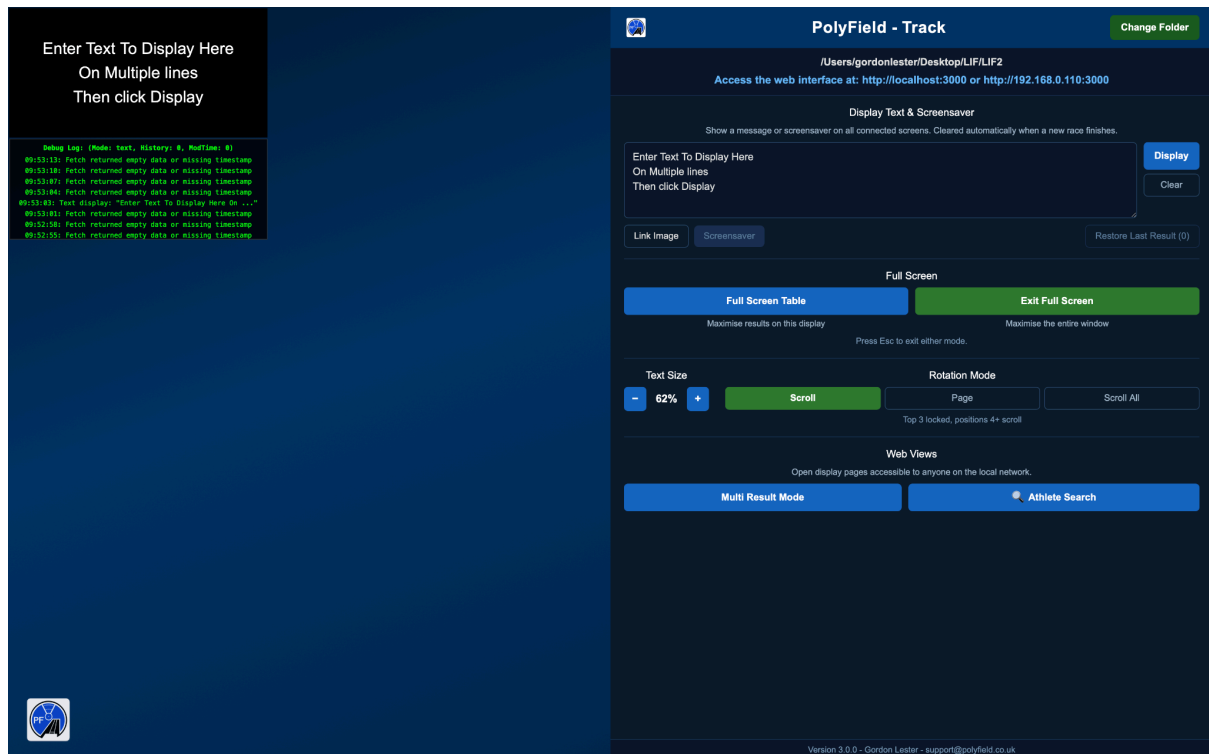 Enter Text To Display Here
On Multiple lines
Then click Display
Debug Log: (Mode: text, History: 0, ModTime: 0)
09:53:13: Fetch returned empty data or missing timestamp
09:53:10: Fetch returned empty data or missing timestamp
09:53:07: Fetch returned empty data or missing timestamp
09:53:04: Fetch returned empty data or missing timestamp
09:53:03: Text display: "Enter Text To Display Here On ..."
09:53:01: Fetch returned empty data or missing timestamp
09:52:58: Fetch returned empty data or missing timestamp
09:52:55: Fetch returned empty data or missing timestamp
PF
PolyField - Track
Change Folder
/Users/gordonlester/Desktop/LIF/LIF2
Access the web interface at: http://localhost:3000 or http://192.168.0.110:3000
Display Text & Screensaver
Show a message or screensaver on all connected screens. Cleared automatically when a new race finishes.
Enter Text To Display Here
On Multiple lines
Then click Display
Display
Clear
Link Image
Screensaver
Restore Last Result (0)
Full Screen
Full Screen Table
Exit Full Screen
Maximise results on this display
Maximise the entire window
Press Esc to exit either mode.
Text Size
Rotation Mode
− 62% +
Scroll
Page
Scroll All
Top 3 locked, positions 4+ scroll
Web Views
Open display pages accessible to anyone on the local network.
Multi Result Mode
Athlete Search
Version 3.0.0 - Gordon Lester - support@polyfield.co.uk